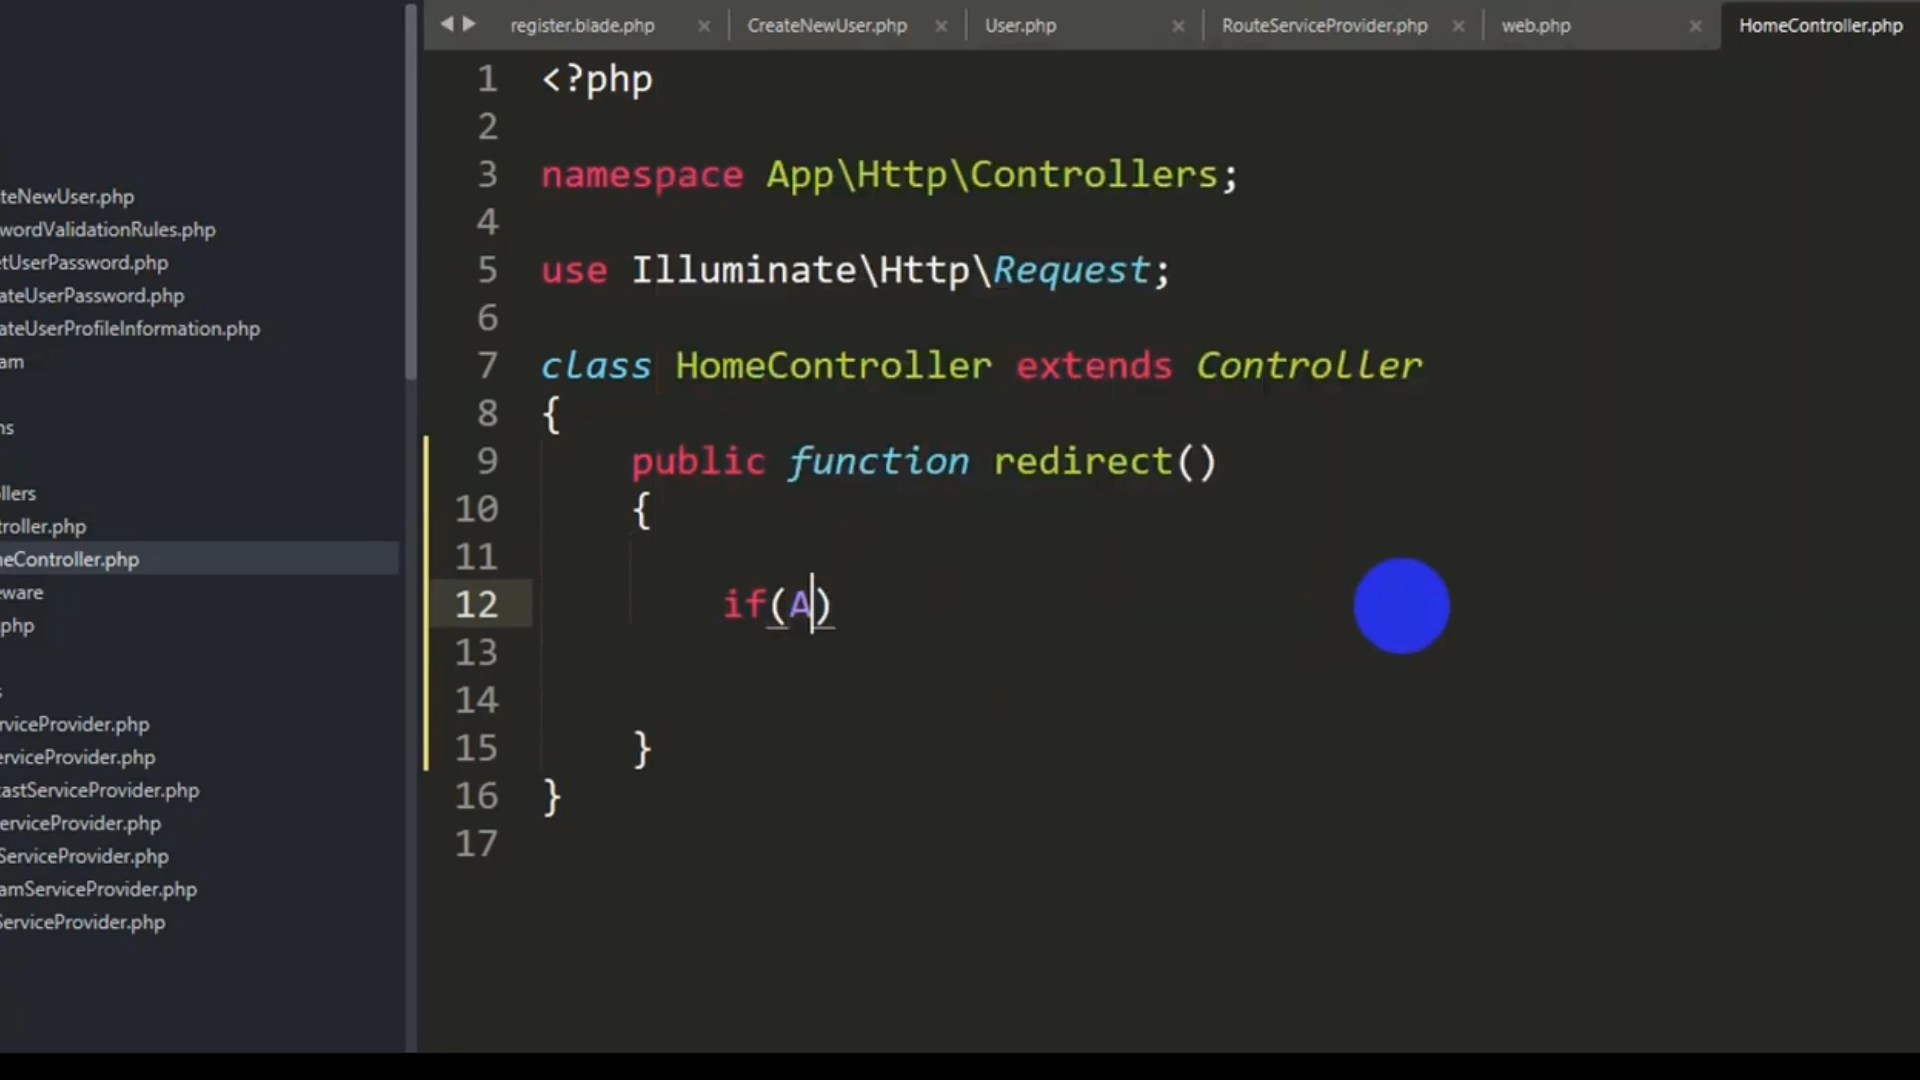 register.blade.php × CreateNewUser.php × User.php × RouteServiceProvider.php × web.php × HomeController.php
teNewUser.php
wordValidationRules.php
tUserPassword.php
ateUserPassword.php
ateUserProfileInformation.php
am
ns
llers
troller.php
eController.php
ware
.php
s
rviceProvider.php
erviceProvider.php
castServiceProvider.php
erviceProvider.php
ServiceProvider.php
amServiceProvider.php
ServiceProvider.php
1 <?php
2
3 namespace App\Http\Controllers;
4
5 use Illuminate\Http\Request;
6
7 class HomeController extends Controller
8 {
9 public function redirect()
10 {
11
12 if(A)
13
14
15 }
16 }
17